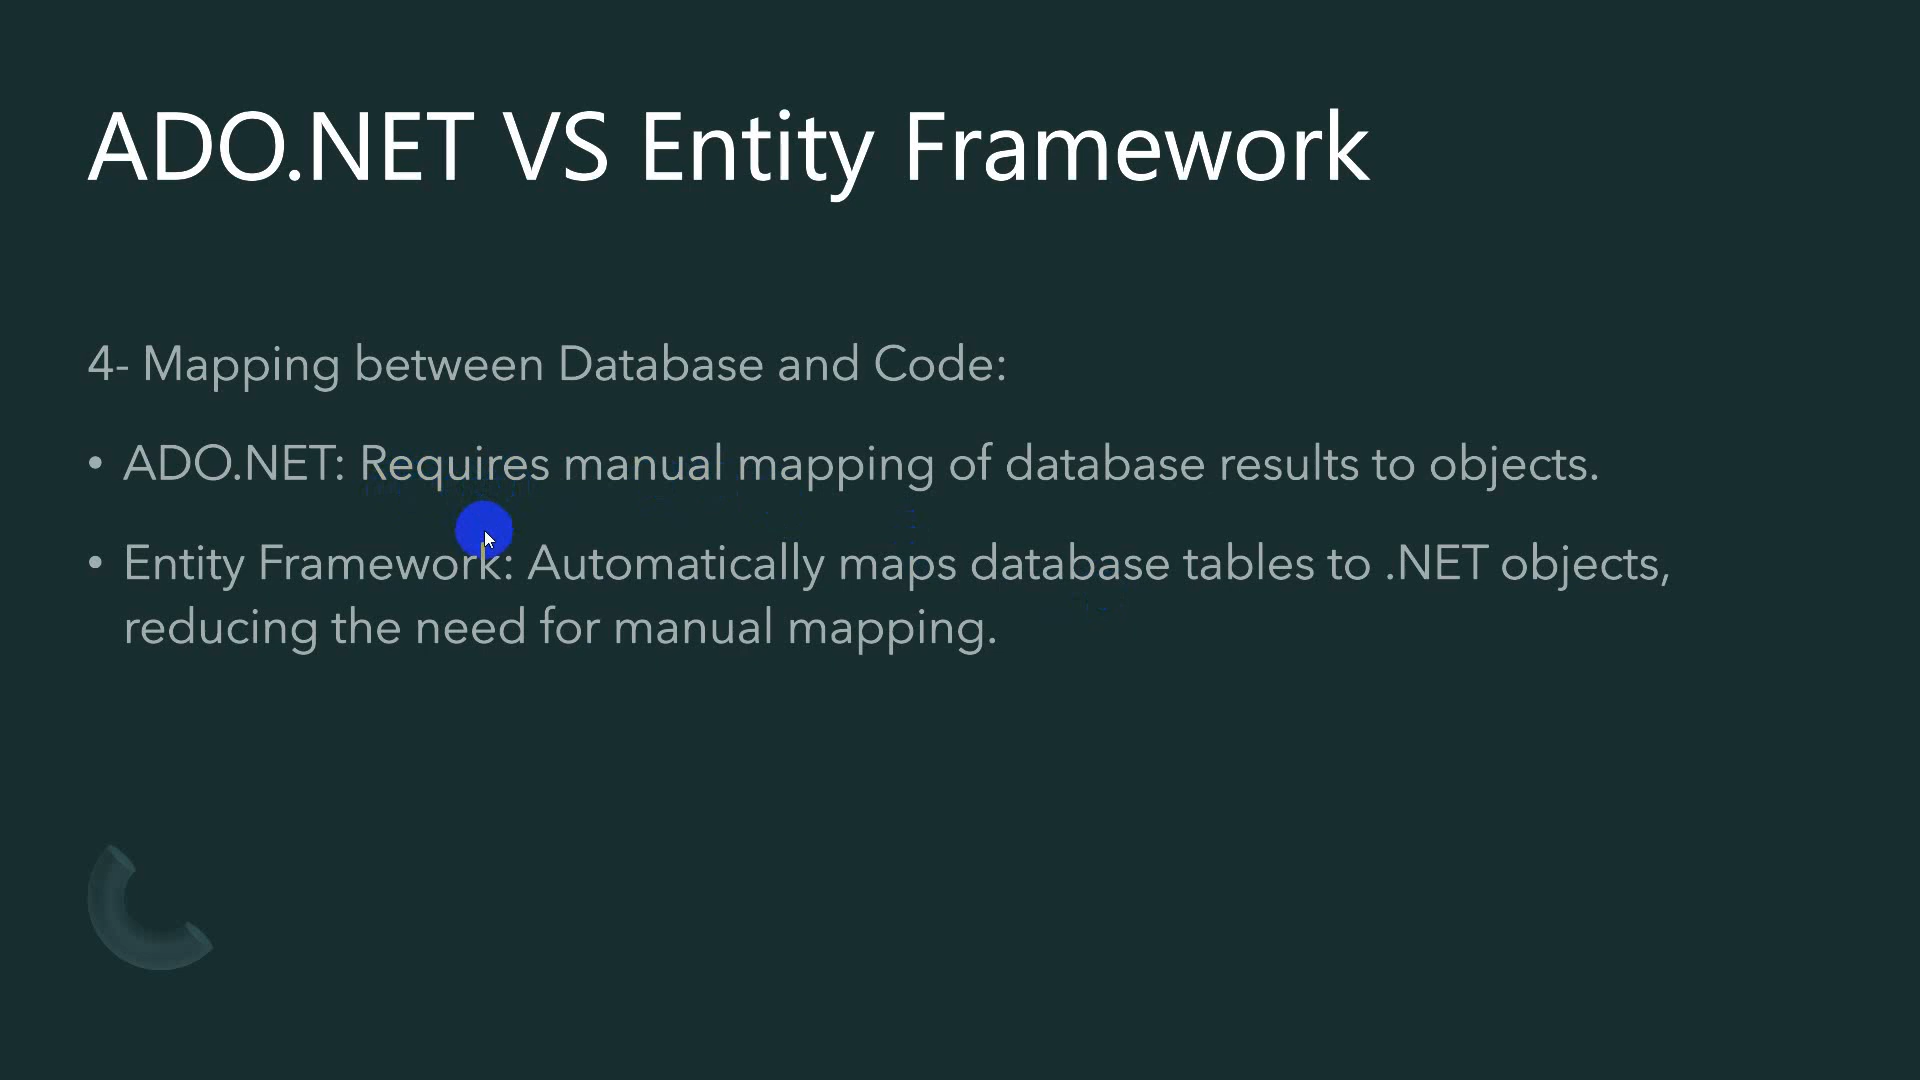 ADO.NET VS Entity Framework
4- Mapping between Database and Code:
• ADO.NET: Requires manual mapping of database results to objects.
• Entity Framework: Automatically maps database tables to .NET objects,
reducing the need for manual mapping.